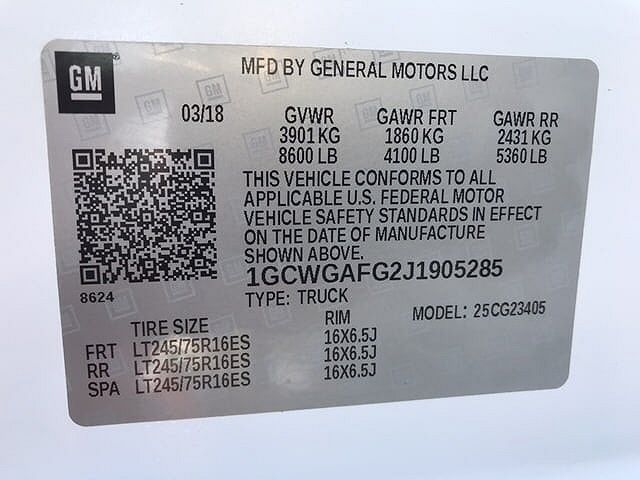 GM
MFD BY GENERAL MOTORS LLC
03/18
GVWR GAWR FRT GAWR RR
3901 KG 1860 KG 2431 KG
8600 LB 4100 LB 5360 LB
THIS VEHICLE CONFORMS TO ALL
APPLICABLE U.S. FEDERAL MOTOR
VEHICLE SAFETY STANDARDS IN EFFECT
ON THE DATE OF MANUFACTURE
SHOWN ABOVE.
8624
1GCWGAFG2J1905285
TYPE: TRUCK MODEL: 25CG23405
TIRE SIZE RIM
FRT LT245/75R16ES 16X6.5J
RR LT245/75R16ES 16X6.5J
SPA LT245/75R16ES 16X6.5J